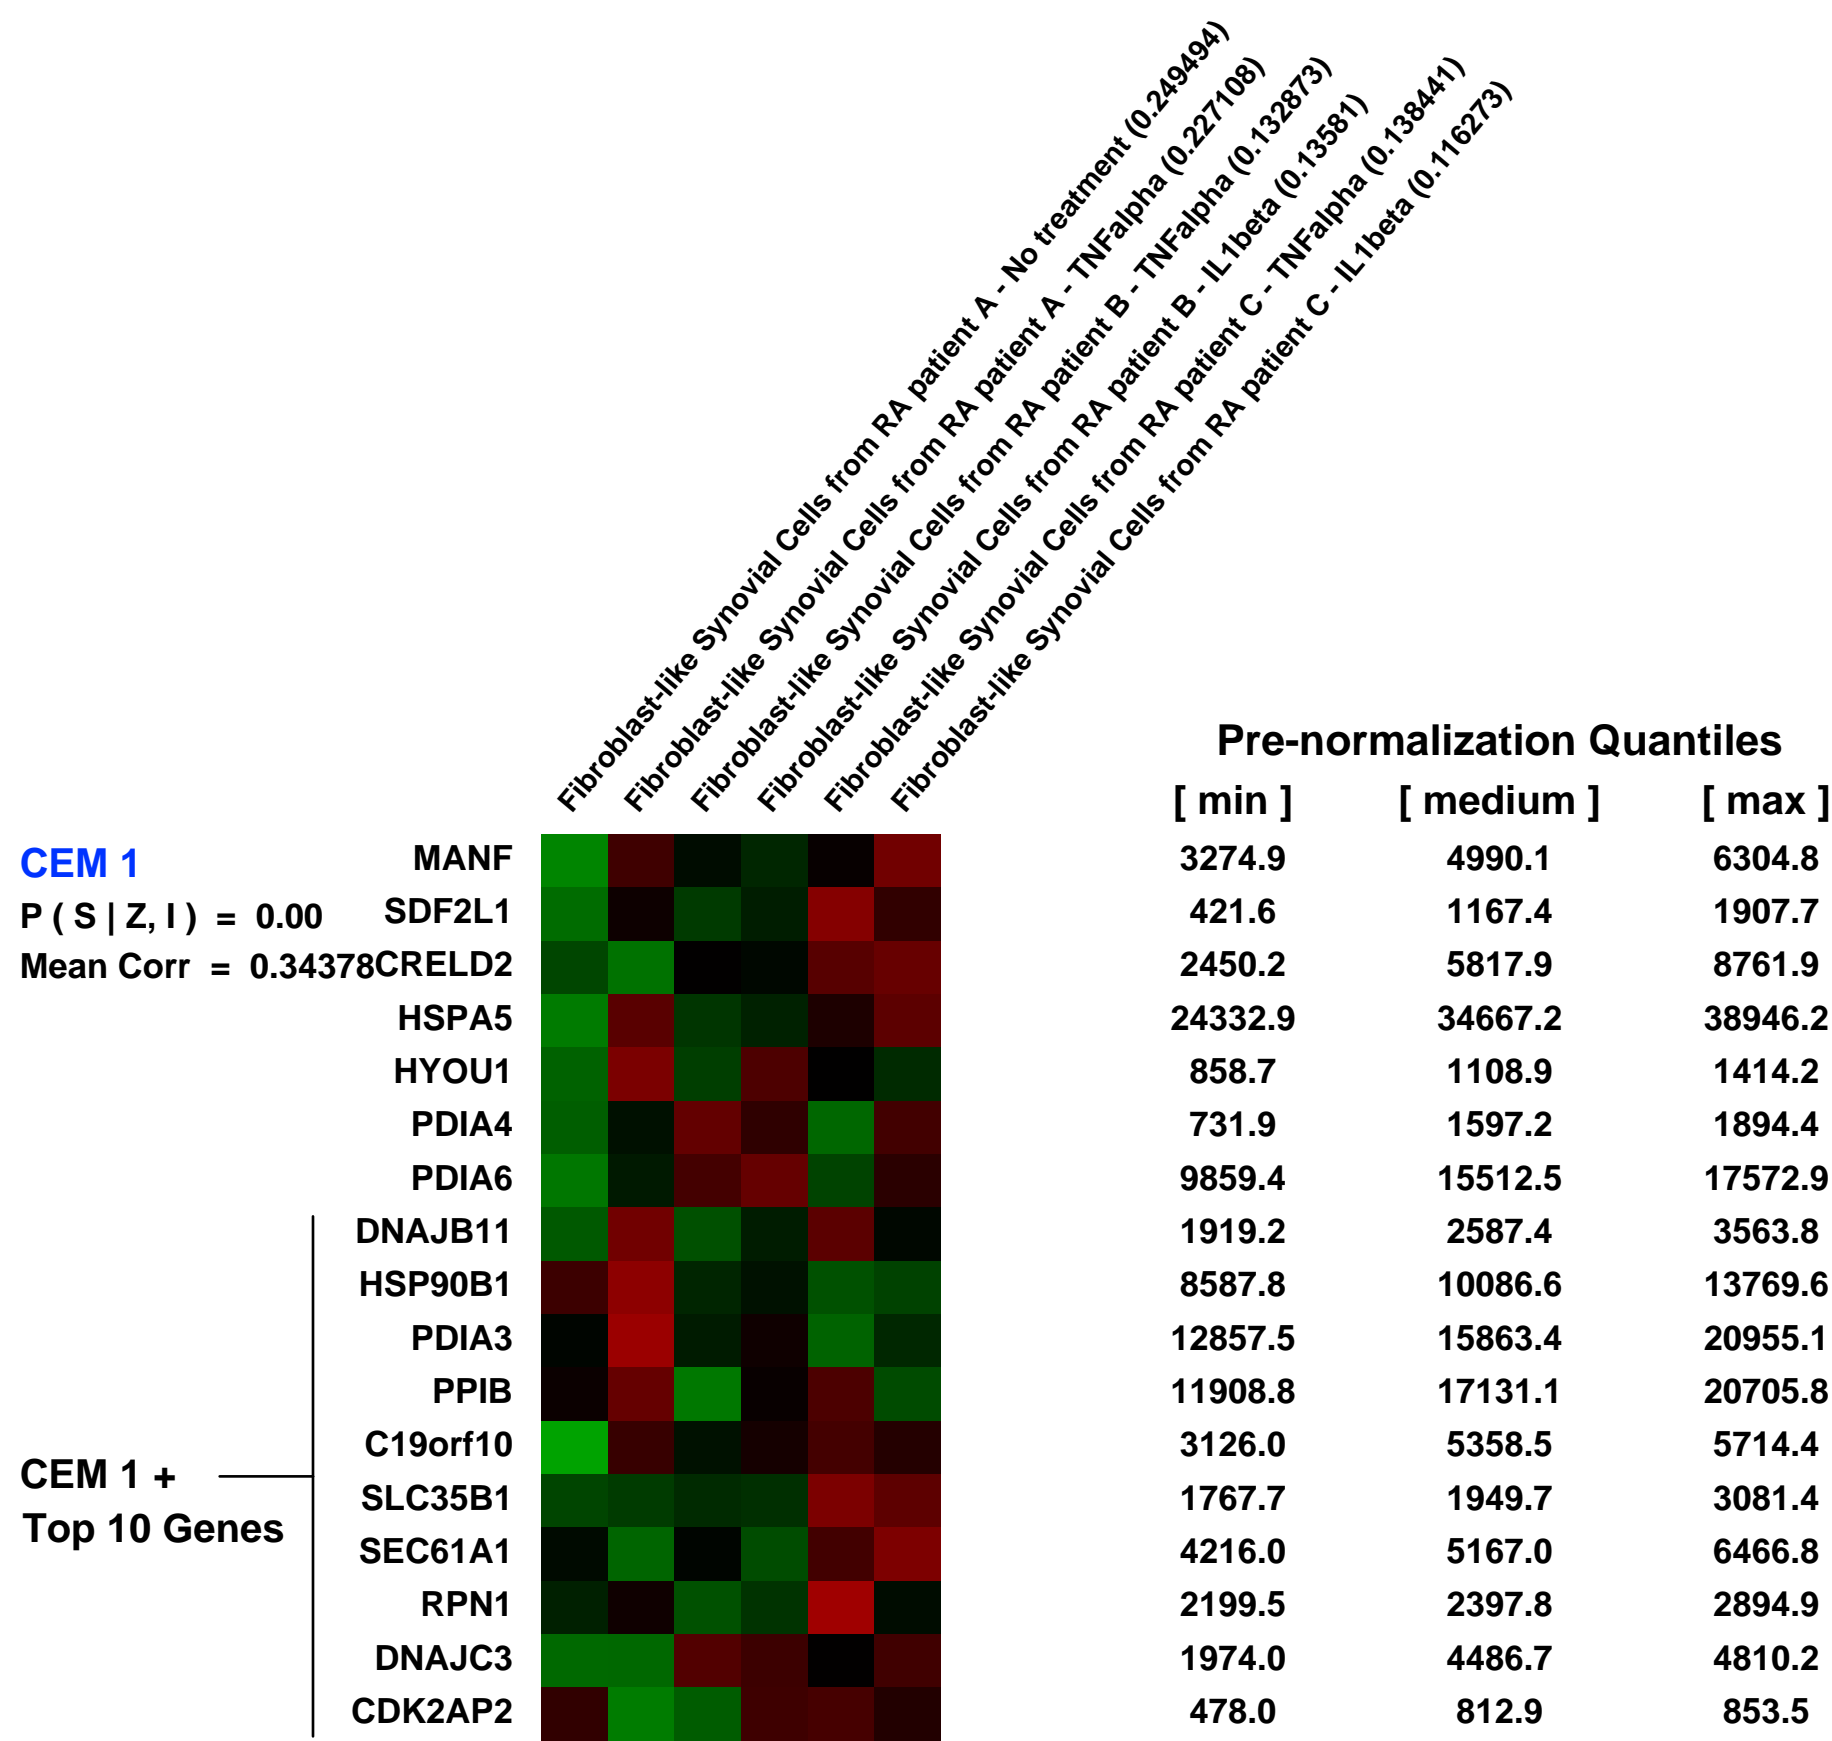 Fibroblast-like Synovial Cells from RA patient A - No treatment (0.249494)
Fibroblast-like Synovial Cells from RA patient A - TNFalpha (0.227108)
Fibroblast-like Synovial Cells from RA patient B - TNFalpha (0.132873)
Fibroblast-like Synovial Cells from RA patient B - IL1beta (0.13581)
Fibroblast-like Synovial Cells from RA patient C - TNFalpha (0.138441)
Fibroblast-like Synovial Cells from RA patient C - IL1beta (0.116273)
Pre-normalization Quantiles
[ min ] [ medium ] [ max ]
CEM 1
P ( S | Z, I ) = 0.00
Mean Corr = 0.34378
MANF 3274.9 4990.1 6304.8
SDF2L1 421.6 1167.4 1907.7
CRELD2 2450.2 5817.9 8761.9
HSPA5 24332.9 34667.2 38946.2
HYOU1 858.7 1108.9 1414.2
PDIA4 731.9 1597.2 1894.4
PDIA6 9859.4 15512.5 17572.9
DNAJB11 1919.2 2587.4 3563.8
HSP90B1 8587.8 10086.6 13769.6
PDIA3 12857.5 15863.4 20955.1
PPIB 11908.8 17131.1 20705.8
C19orf10 3126.0 5358.5 5714.4
SLC35B1 1767.7 1949.7 3081.4
SEC61A1 4216.0 5167.0 6466.8
RPN1 2199.5 2397.8 2894.9
DNAJC3 1974.0 4486.7 4810.2
CDK2AP2 478.0 812.9 853.5
CEM 1 +
Top 10 Genes